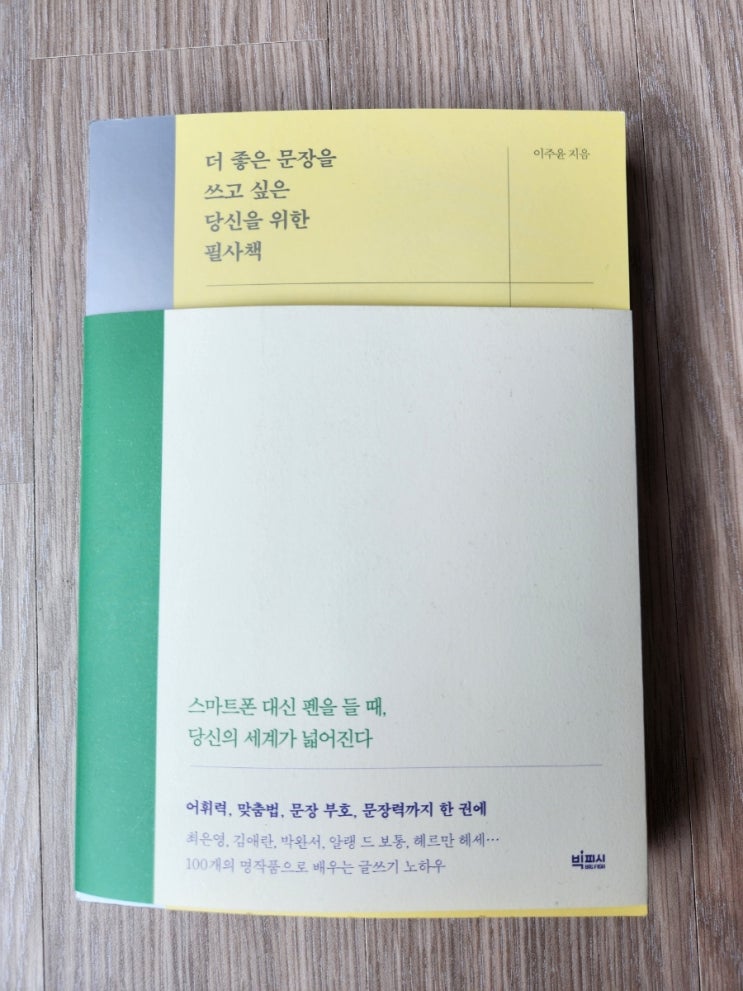 더 좋은 문장을
쓰고 싶은
당신을 위한
필사책
이주윤 지음
스마트폰 대신 펜을 들 때,
당신의 세계가 넓어진다
어휘력, 맞춤법, 문장 부호, 문장력까지 한 권에
최은영, 김애란, 박완서, 알랭 드 보통, 헤르만 헤세…
100개의 명작품으로 배우는 글쓰기 노하우
빅피시